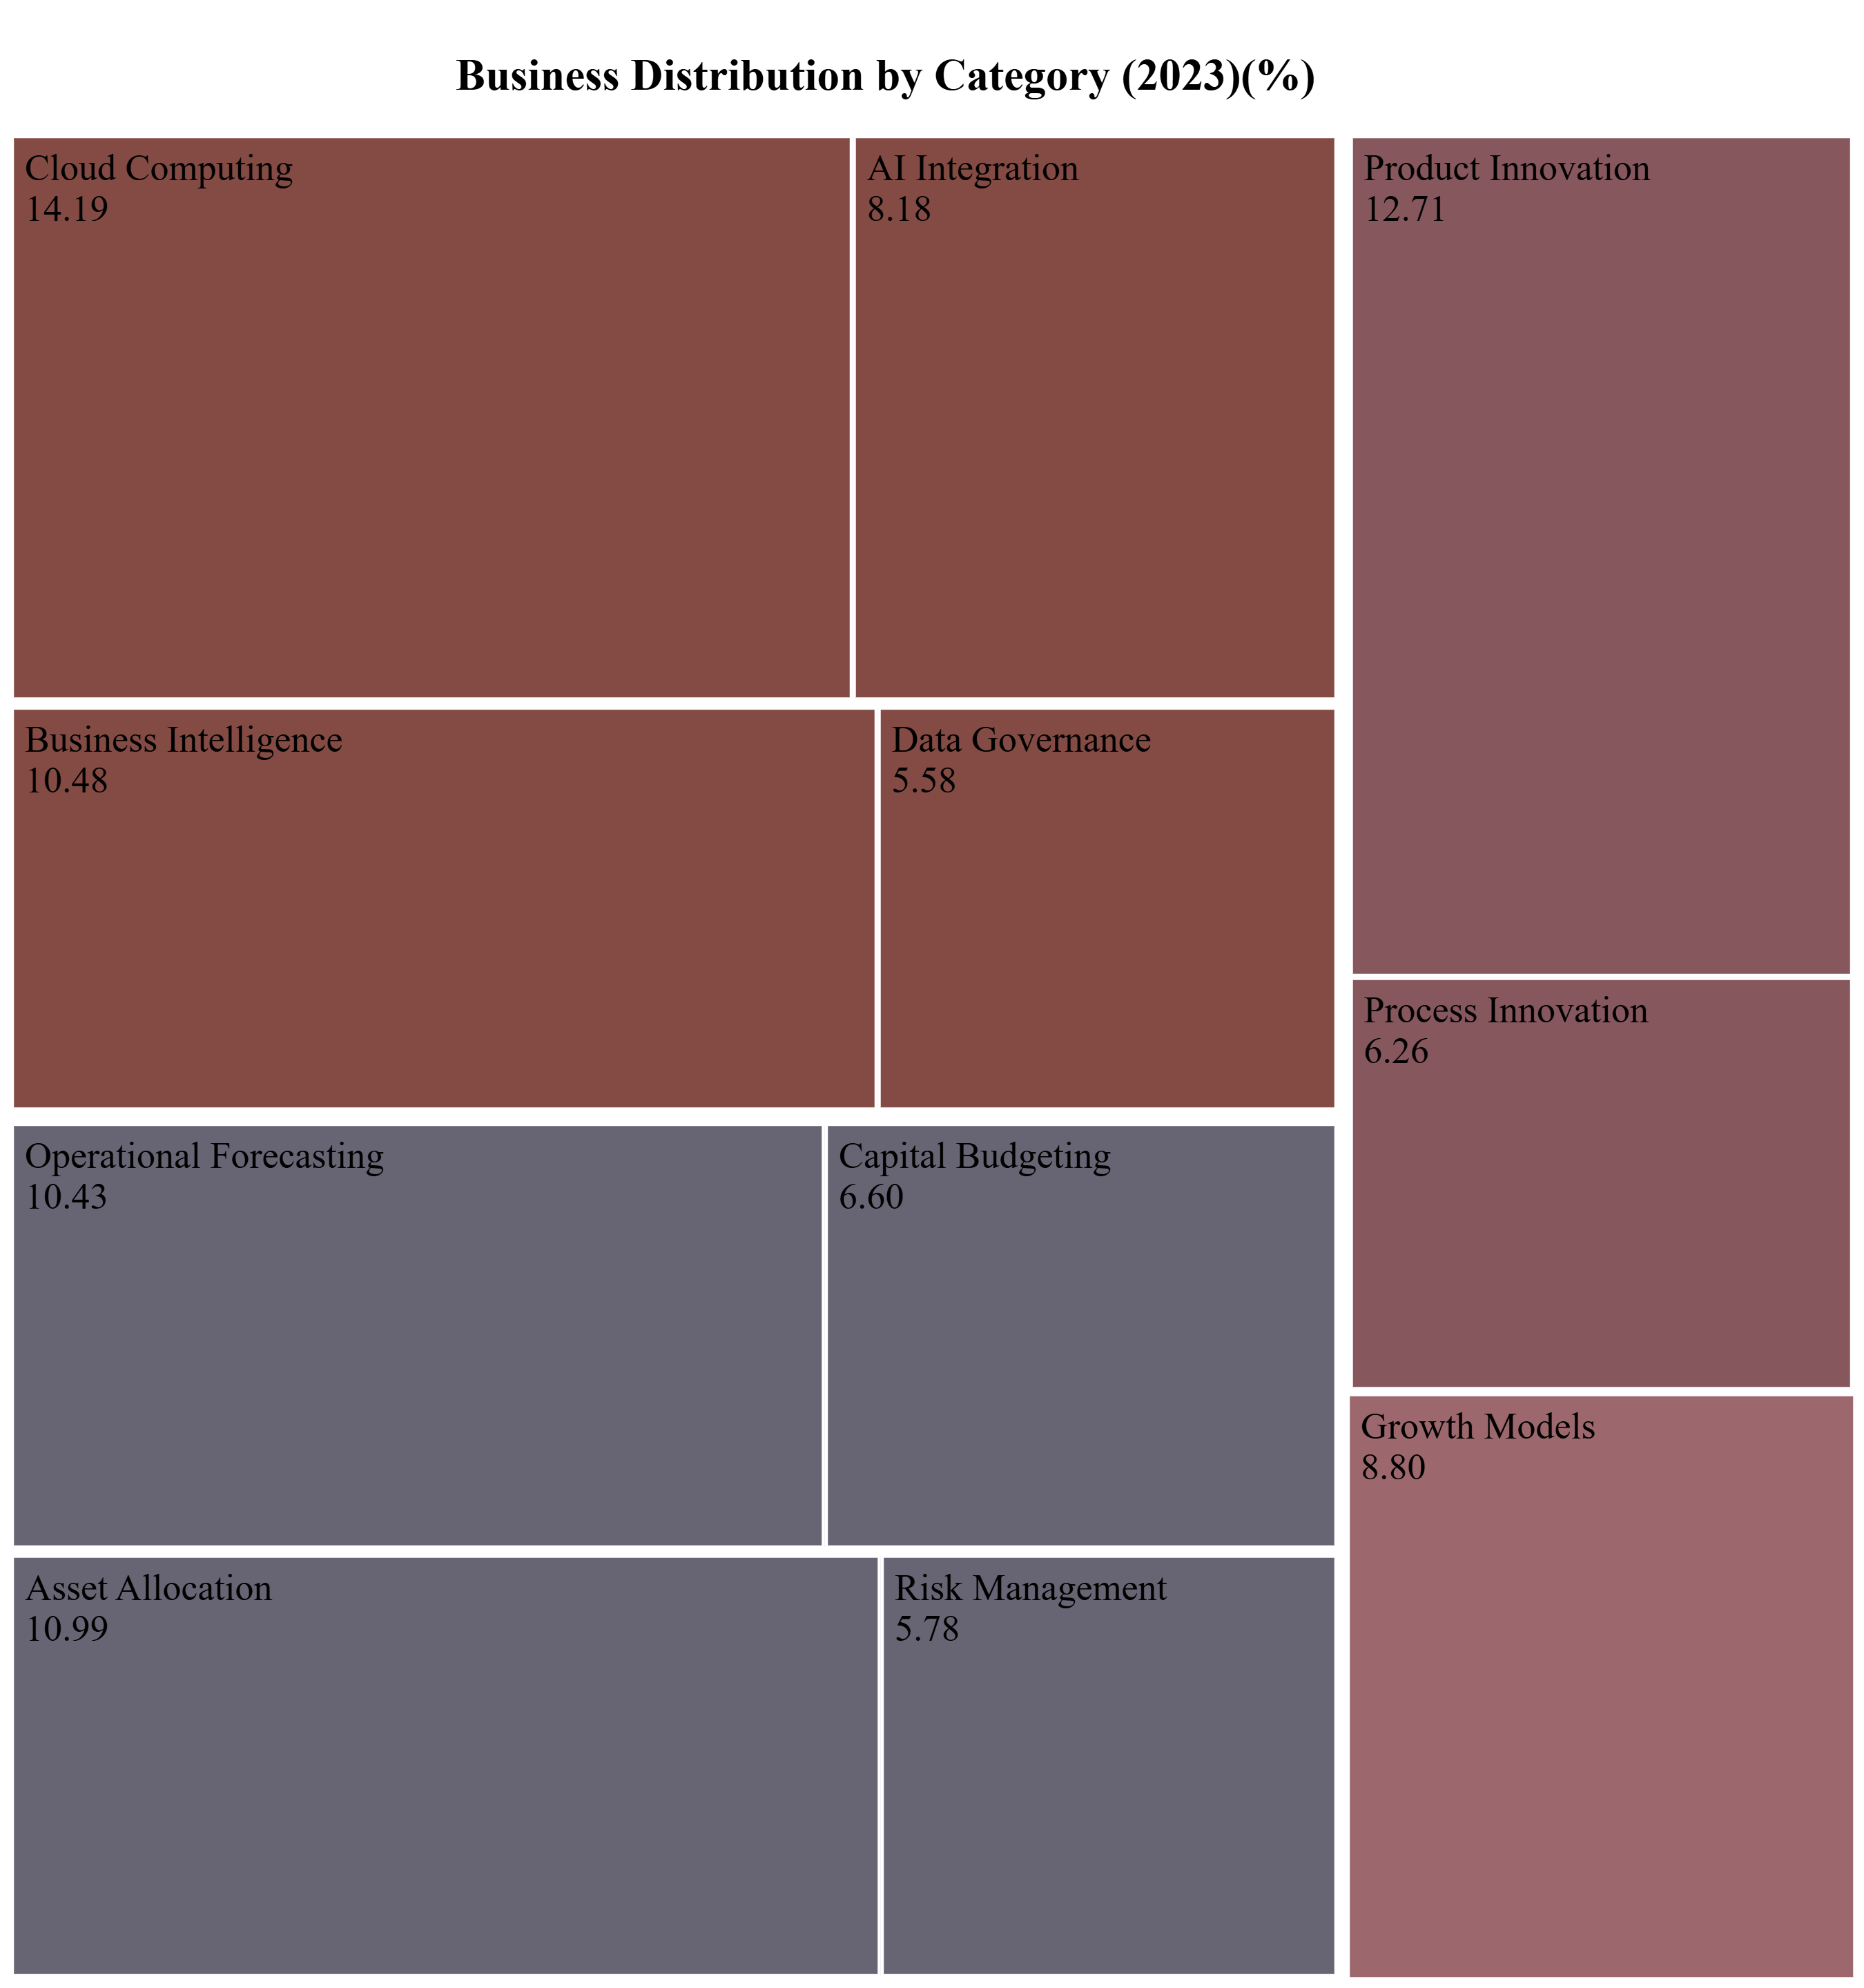 Business Distribution by Category (2023)(%)
Cloud Computing
14.19
AI Integration
8.18
Product Innovation
12.71
Business Intelligence
10.48
Data Governance
5.58
Process Innovation
6.26
Operational Forecasting
10.43
Capital Budgeting
6.60
Growth Models
8.80
Asset Allocation
10.99
Risk Management
5.78